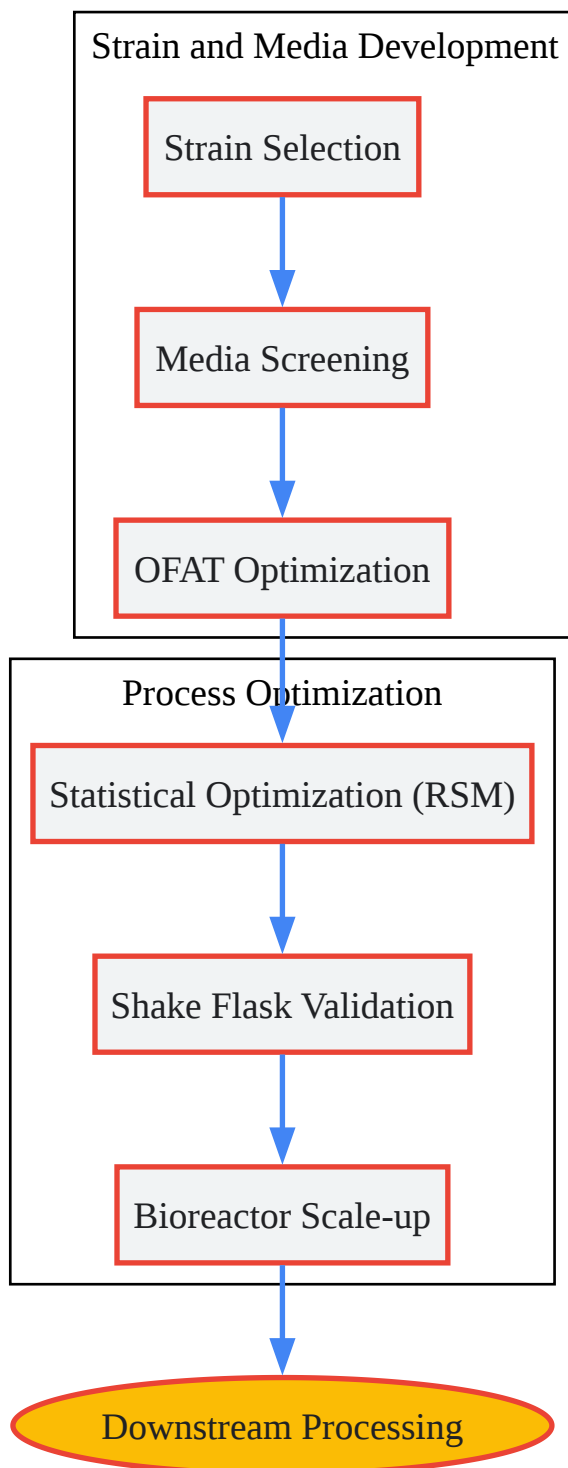 Strain and Media Development
Strain Selection
Media Screening
OFAT Optimization
Process Optimization
Statistical Optimization (RSM)
Shake Flask Validation
Bioreactor Scale-up
Downstream Processing